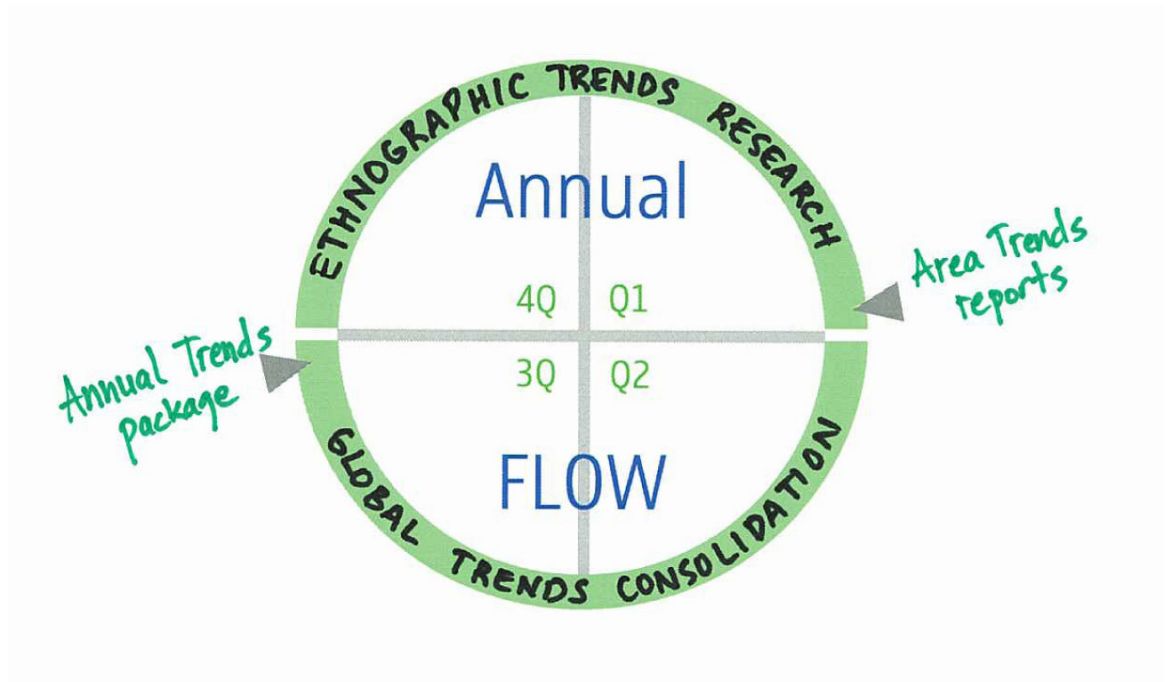 ETHNOGRAPHIC TRENDS RESEARCH
Annual
Area Trends
reports
4Q Q1
3Q Q2
Annual Trends
package
FLOW
GLOBAL TRENDS CONSOLIDATION